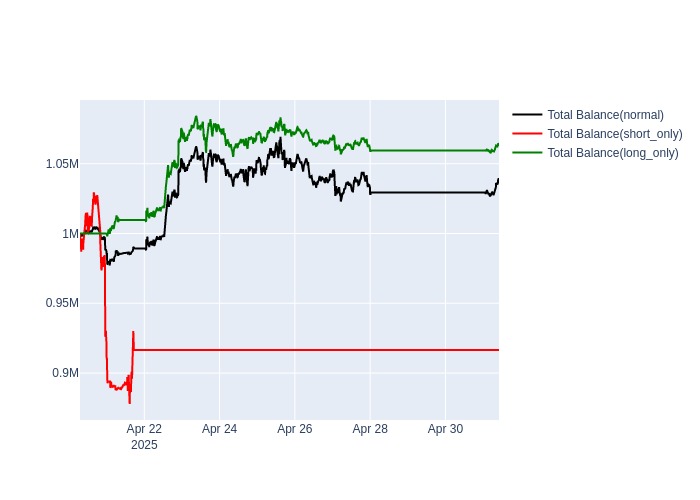 Total Balance(normal)
Total Balance(short_only)
Total Balance(long_only)
1.05M
1M
0.95M
0.9M
Apr 22
2025
Apr 24
Apr 26
Apr 28
Apr 30